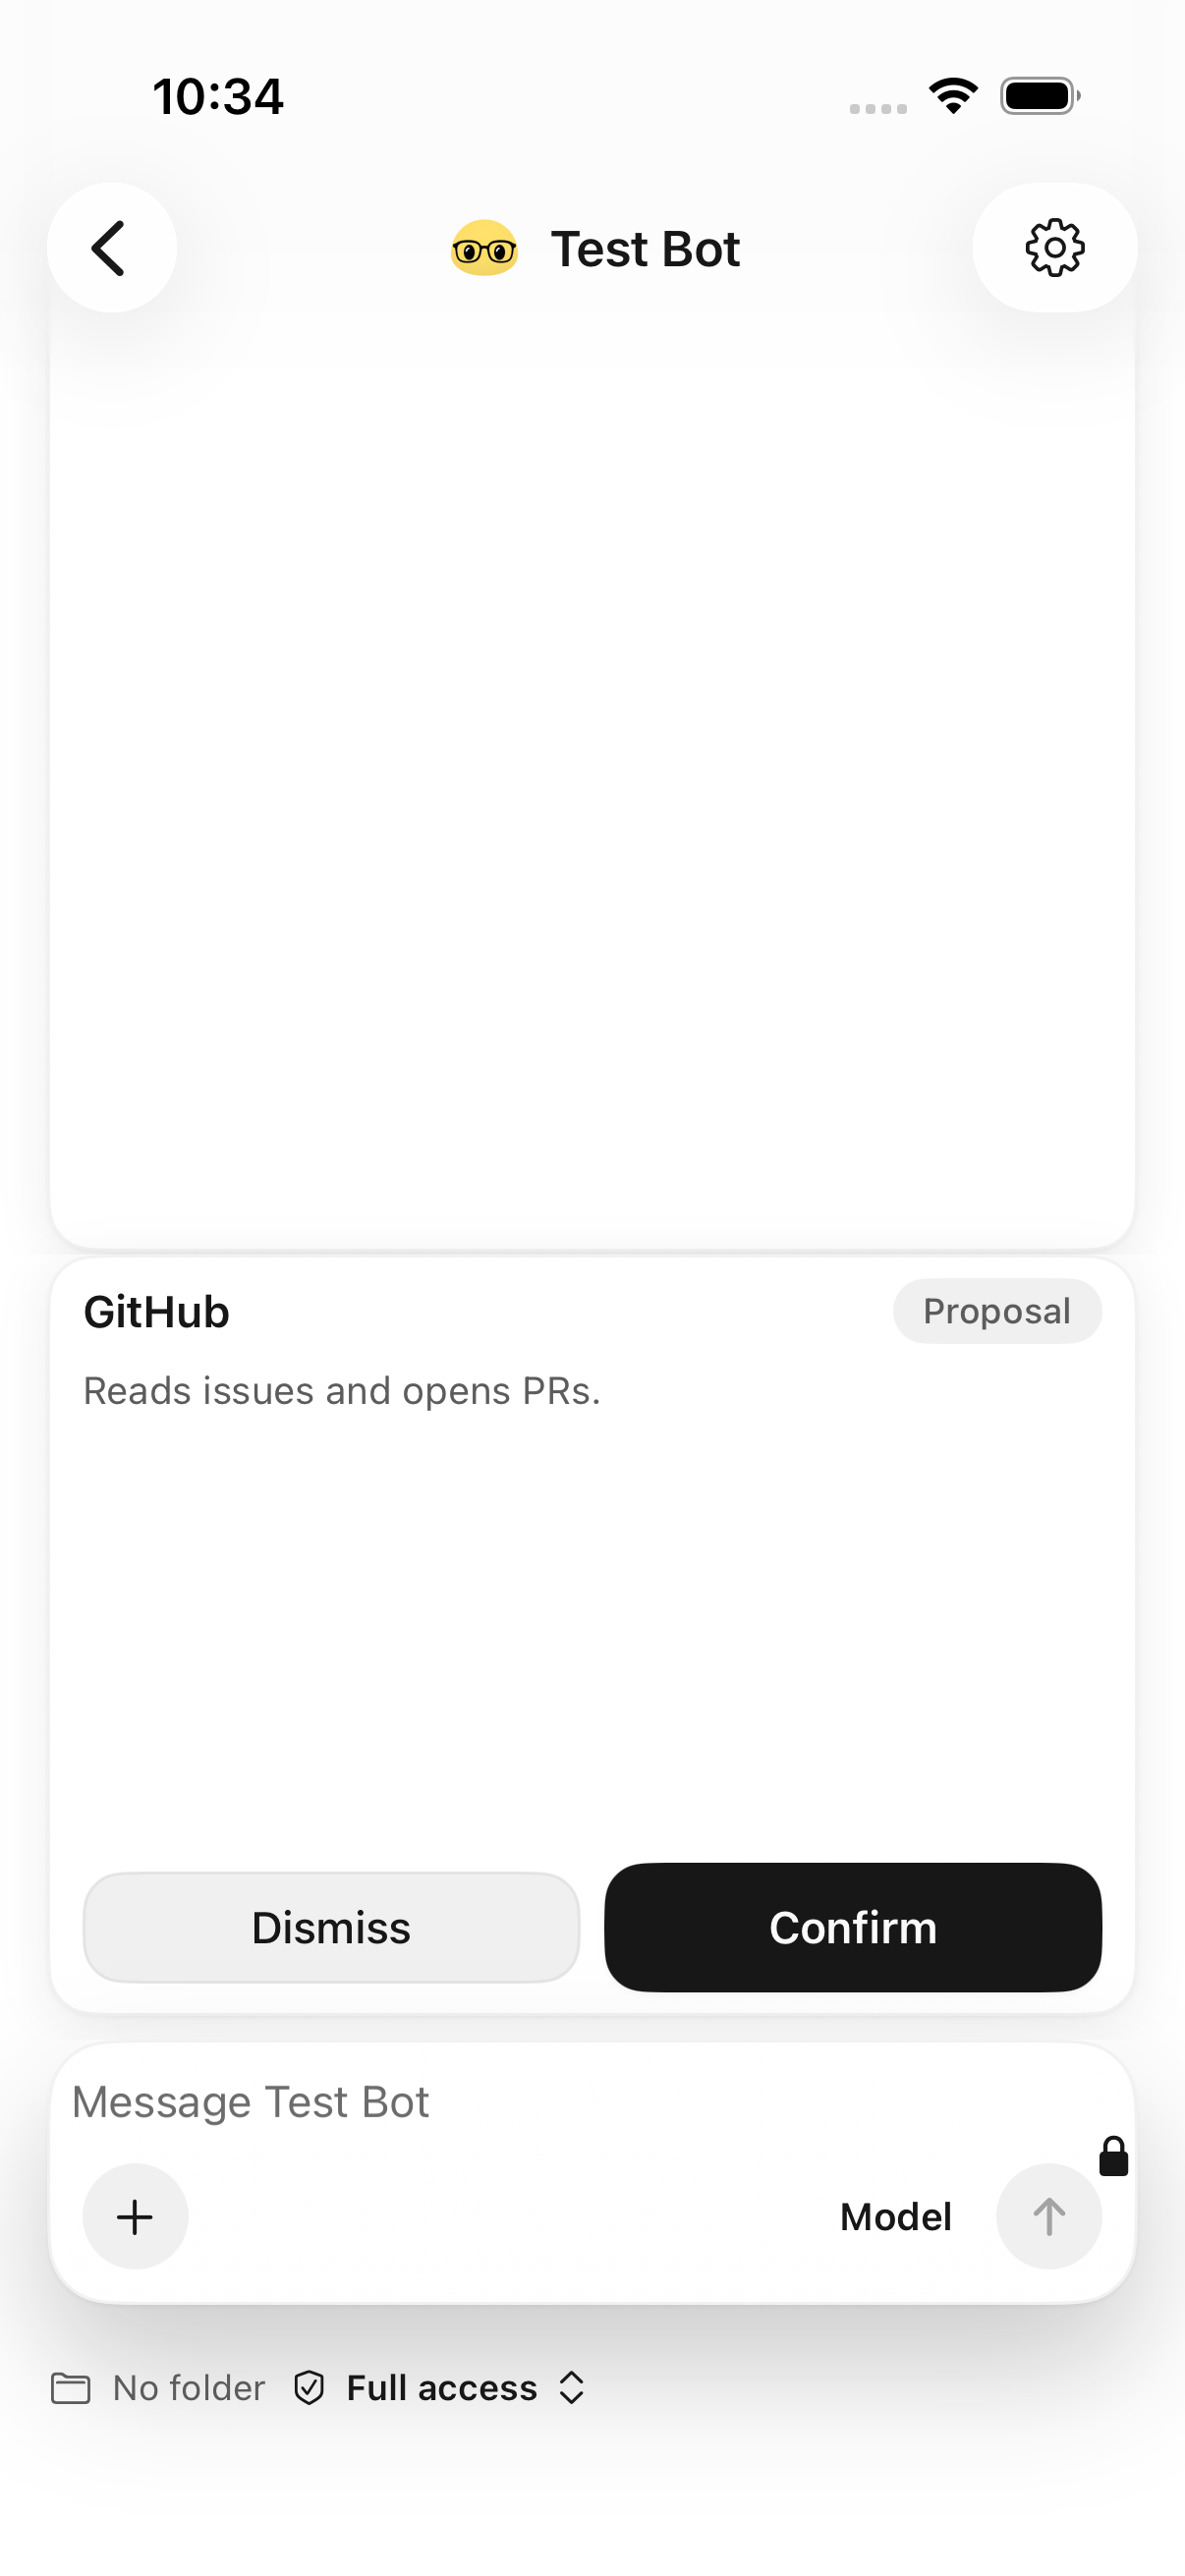 10:34
Test Bot
GitHub
Proposal
Reads issues and opens PRs.
Dismiss
Confirm
Message Test Bot
Model
No folder
Full access